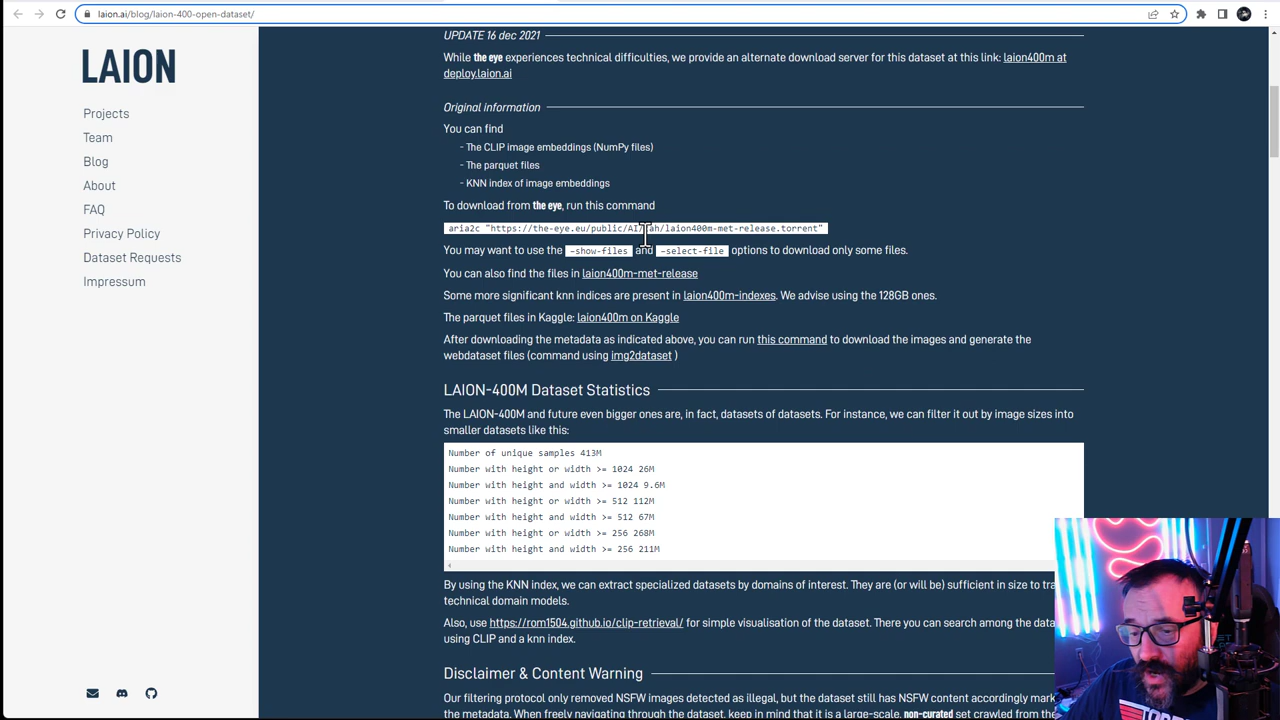 laion.ai/blog/laion-400-open-dataset/
LAION
Projects
Team
Blog
About
FAQ
Privacy Policy
Dataset Requests
Impressum
UPDATE 16 dec 2021
While the eye experiences technical difficulties, we provide an alternate download server for this dataset at this link: laion400m at
deploy.laion.ai
Original information
You can find
- The CLIP image embeddings (NumPy files)
- The parquet files
- KNN index of image embeddings
To download from the eye, run this command
aria2c "https://the-eye.eu/public/AI/cah/laion400m-met-release.torrent"
You may want to use the -show-files and -select-file options to download only some files.
You can also find the files in laion400m-met-release
Some more significant knn indices are present in laion400m-indexes. We advise using the 128GB ones.
The parquet files in Kaggle: laion400m on Kaggle
After downloading the metadata as indicated above, you can run this command to download the images and generate the
webdataset files (command using img2dataset )
LAION-400M Dataset Statistics
The LAION-400M and future even bigger ones are, in fact, datasets of datasets. For instance, we can filter it out by image sizes into
smaller datasets like this:
Number of unique samples 413M
Number with height or width >= 1024 26M
Number with height and width >= 1024 9.6M
Number with height or width >= 512 112M
Number with height and width >= 512 67M
Number with height or width >= 256 268M
Number with height and width >= 256 211M
By using the KNN index, we can extract specialized datasets by domains of interest. They are (or will be) sufficient in size to
technical domain models.
Also, use https://rom1504.github.io/clip-retrieval/ for simple visualisation of the dataset. There you can search among the
using CLIP and a knn index.
Disclaimer & Content Warning
Our filtering protocol only removed NSFW images detected as illegal, but the dataset still has NSFW content accordingly
the metadata. When freely navigating through the dataset, keep in mind that it is a large-scale, non-curated set crawled from the